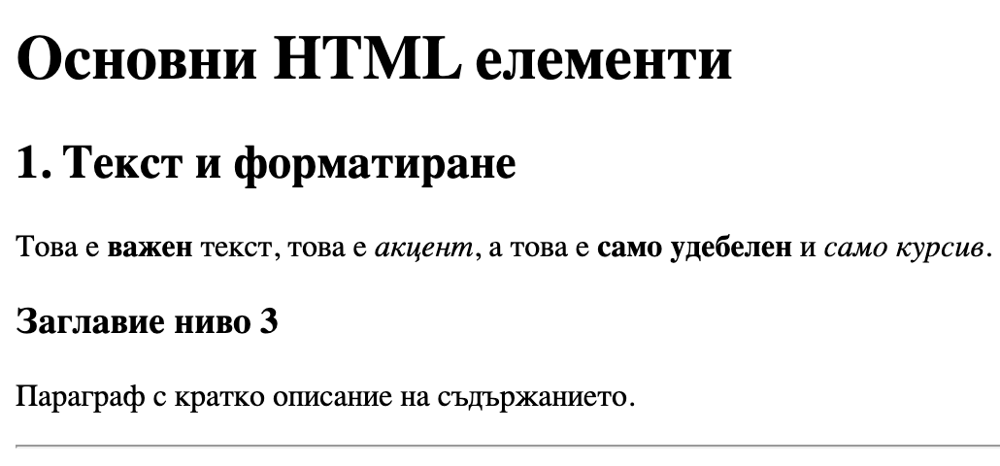 Основни HTML елементи
1. Текст и форматиране
Това е важен текст, това е акцент, а това е само удебелен и само курсив.
Заглавие ниво 3
Параграф с кратко описание на съдържанието.